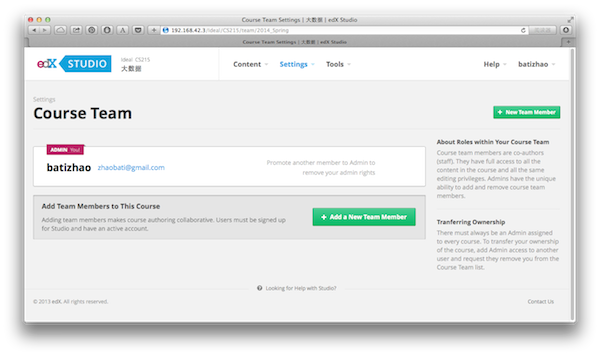 Course Team Settings | 大数据 | edX Studio
192.168.42.3/ideal/CS215/team/2014_Spring
Course Team Settings | 大数据 | edX Studio
edX STUDIO
ideal CS215
大数据
Content
Settings
Tools
Help
batizhao
Settings
Course Team
+ New Team Member
ADMIN You!
batizhao zhaobati@gmail.com
Promote another member to Admin to
remove your admin rights
Add Team Members to This Course
Adding team members makes course authoring collaborative. Users must be signed up
for Studio and have an active account.
+ Add a New Team Member
About Roles within Your Course Team
Course team members are co-authors
(staff). They have full access to all the
content in the course and all the same
editing privileges. Admins have the unique
ability to add and remove course team
members.
Tranferring Ownership
There must always be an Admin assigned
to every course. To transfer your ownership
of the course, add Admin access to another
user and request they remove you from the
Course Team list.
Looking for Help with Studio?
© 2013 edX. All rights reserved.
Contact Us